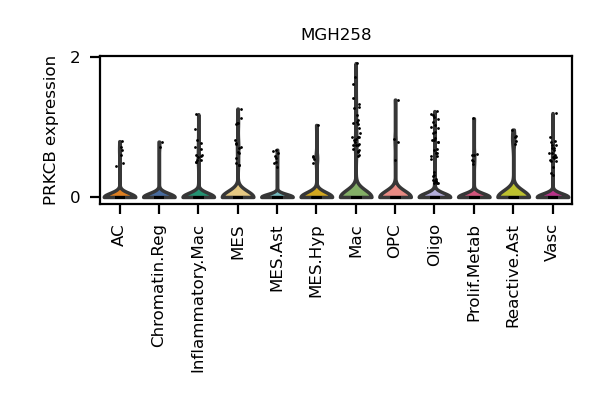 MGH258
PRKCB expression
2
0
AC
Chromatin.Reg
Inflammatory.Mac
MES
MES.Ast
MES.Hyp
Mac
OPC
Oligo
Prolif.Metab
Reactive.Ast
Vasc